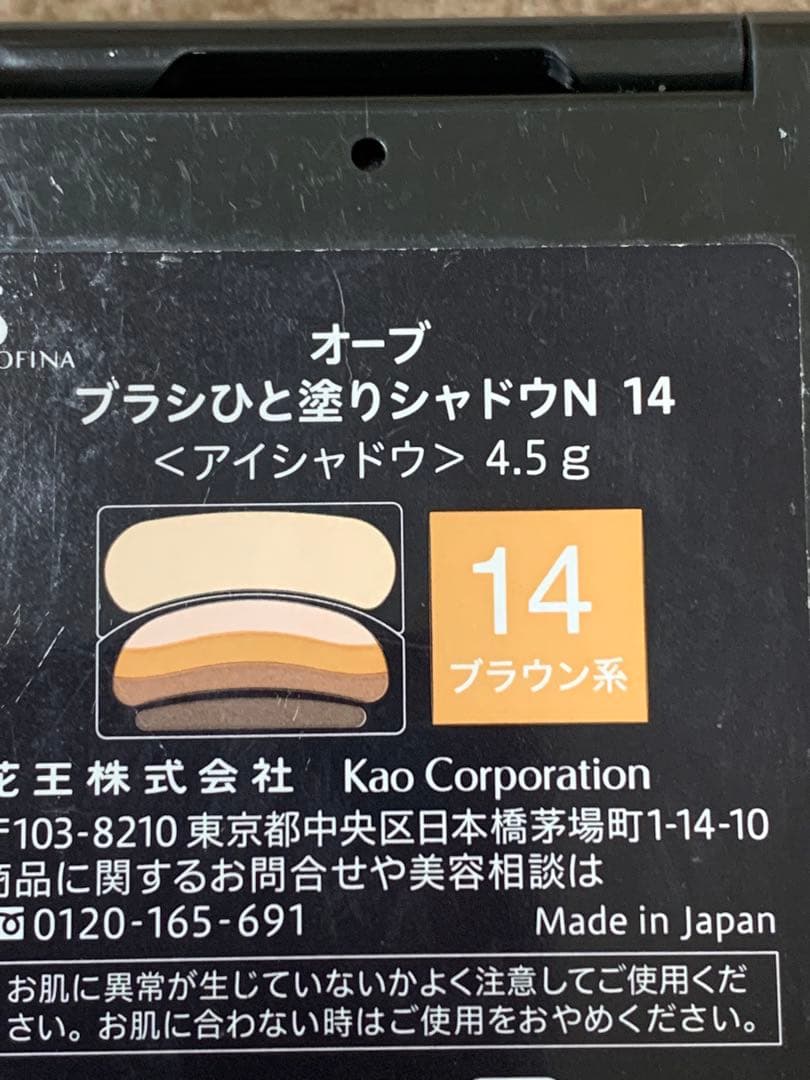 オーブ
OFINA
ブラシひと塗りシャドウN 14
<アイシャドウ> 4.5g
14
ブラウン系
花王株式会社 Kao Corporation
〒103-8210 東京都中央区日本橋茅場町1-14-10
商品に関するお問合せや美容相談は
0120-165-691 Made in Japan
お肌に異常が生じていないかよく注意してご使用くだ
さい。お肌に合わない時はご使用をおやめください。